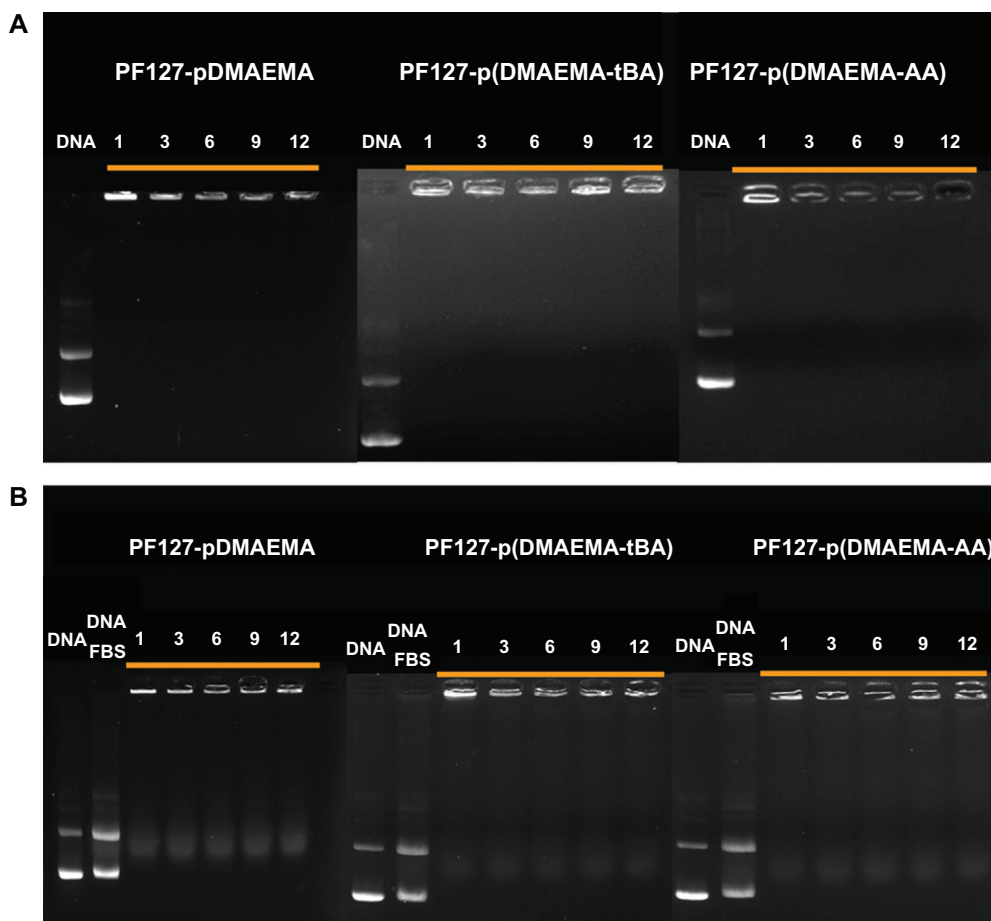 A
PF127-pDMAEMA PF127-p(DMAEMA-tBA) PF127-p(DMAEMA-AA)
DNA 1 3 6 9 12 DNA 1 3 6 9 12 DNA 1 3 6 9 12
B
PF127-pDMAEMA PF127-p(DMAEMA-tBA) PF127-p(DMAEMA-AA)
DNA DNA FBS 1 3 6 9 12 DNA DNA FBS 1 3 6 9 12 DNA DNA FBS 1 3 6 9 12